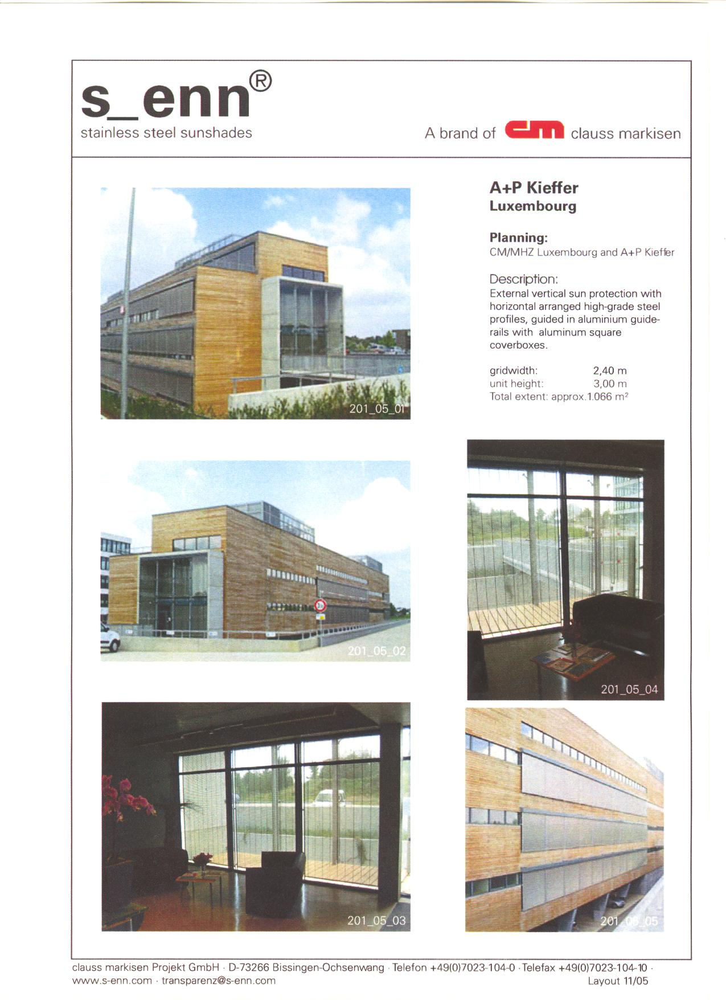 s_enn®
stainless steel sunshades
A brand of cm clauss markisen
A+P Kieffer
Luxembourg
Planning:
CM/MHZ Luxembourg and A+P Kieffer
Description:
External vertical sun protection with
horizontal arranged high-grade steel
profiles, guided in aluminium guide-
rails with aluminum square
coverboxes.
gridwidth: 2,40 m
unit height: 3,00 m
Total extent: approx.1.066 m²
201_05_01
201_05_02
201_05_04
201_05_03
201_05_05
clauss markisen Projekt GmbH · D-73266 Bissingen-Ochsenwang · Telefon +49(0)7023-104-0 · Telefax +49(0)7023-104-10 ·
www.s-enn.com · transparenz@s-enn.com Layout 11/05